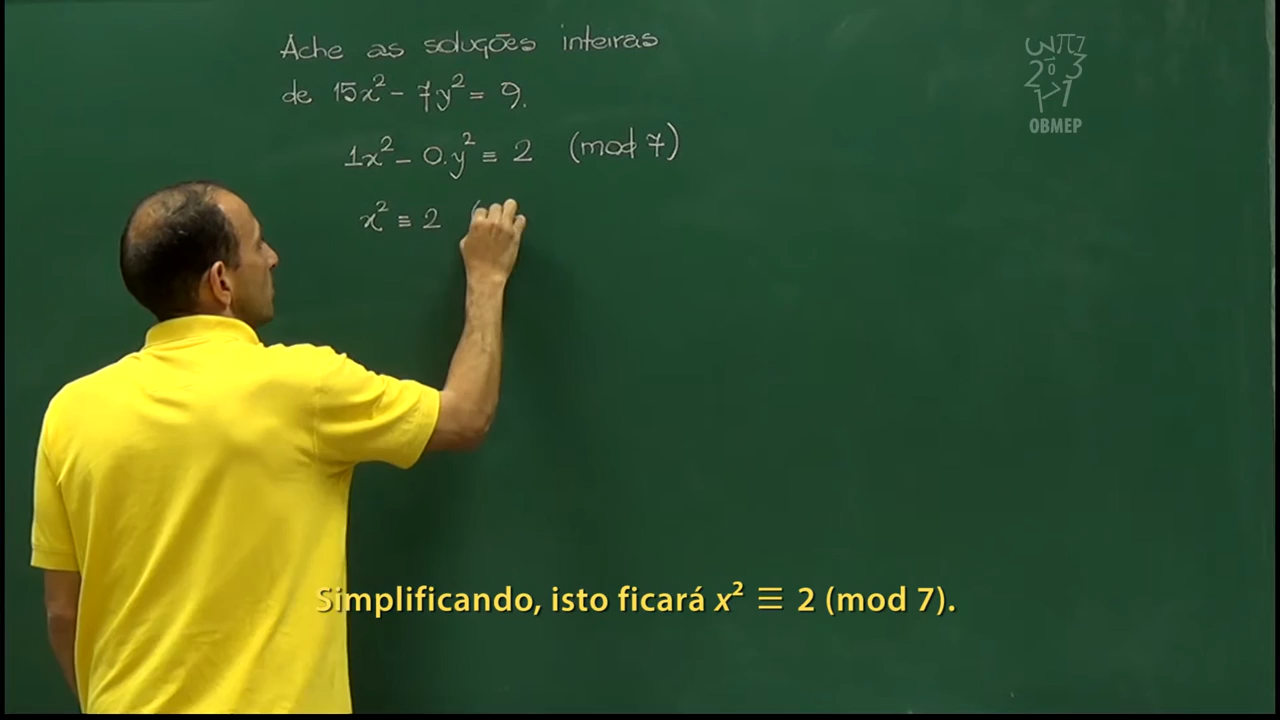 Ache as soluções inteiras
de 15x² - 7y² = 9.
1x² - 0.y² ≡ 2 (mod 7)
x² ≡ 2 (
OBMEP
Simplificando, isto ficará x² ≡ 2 (mod 7).